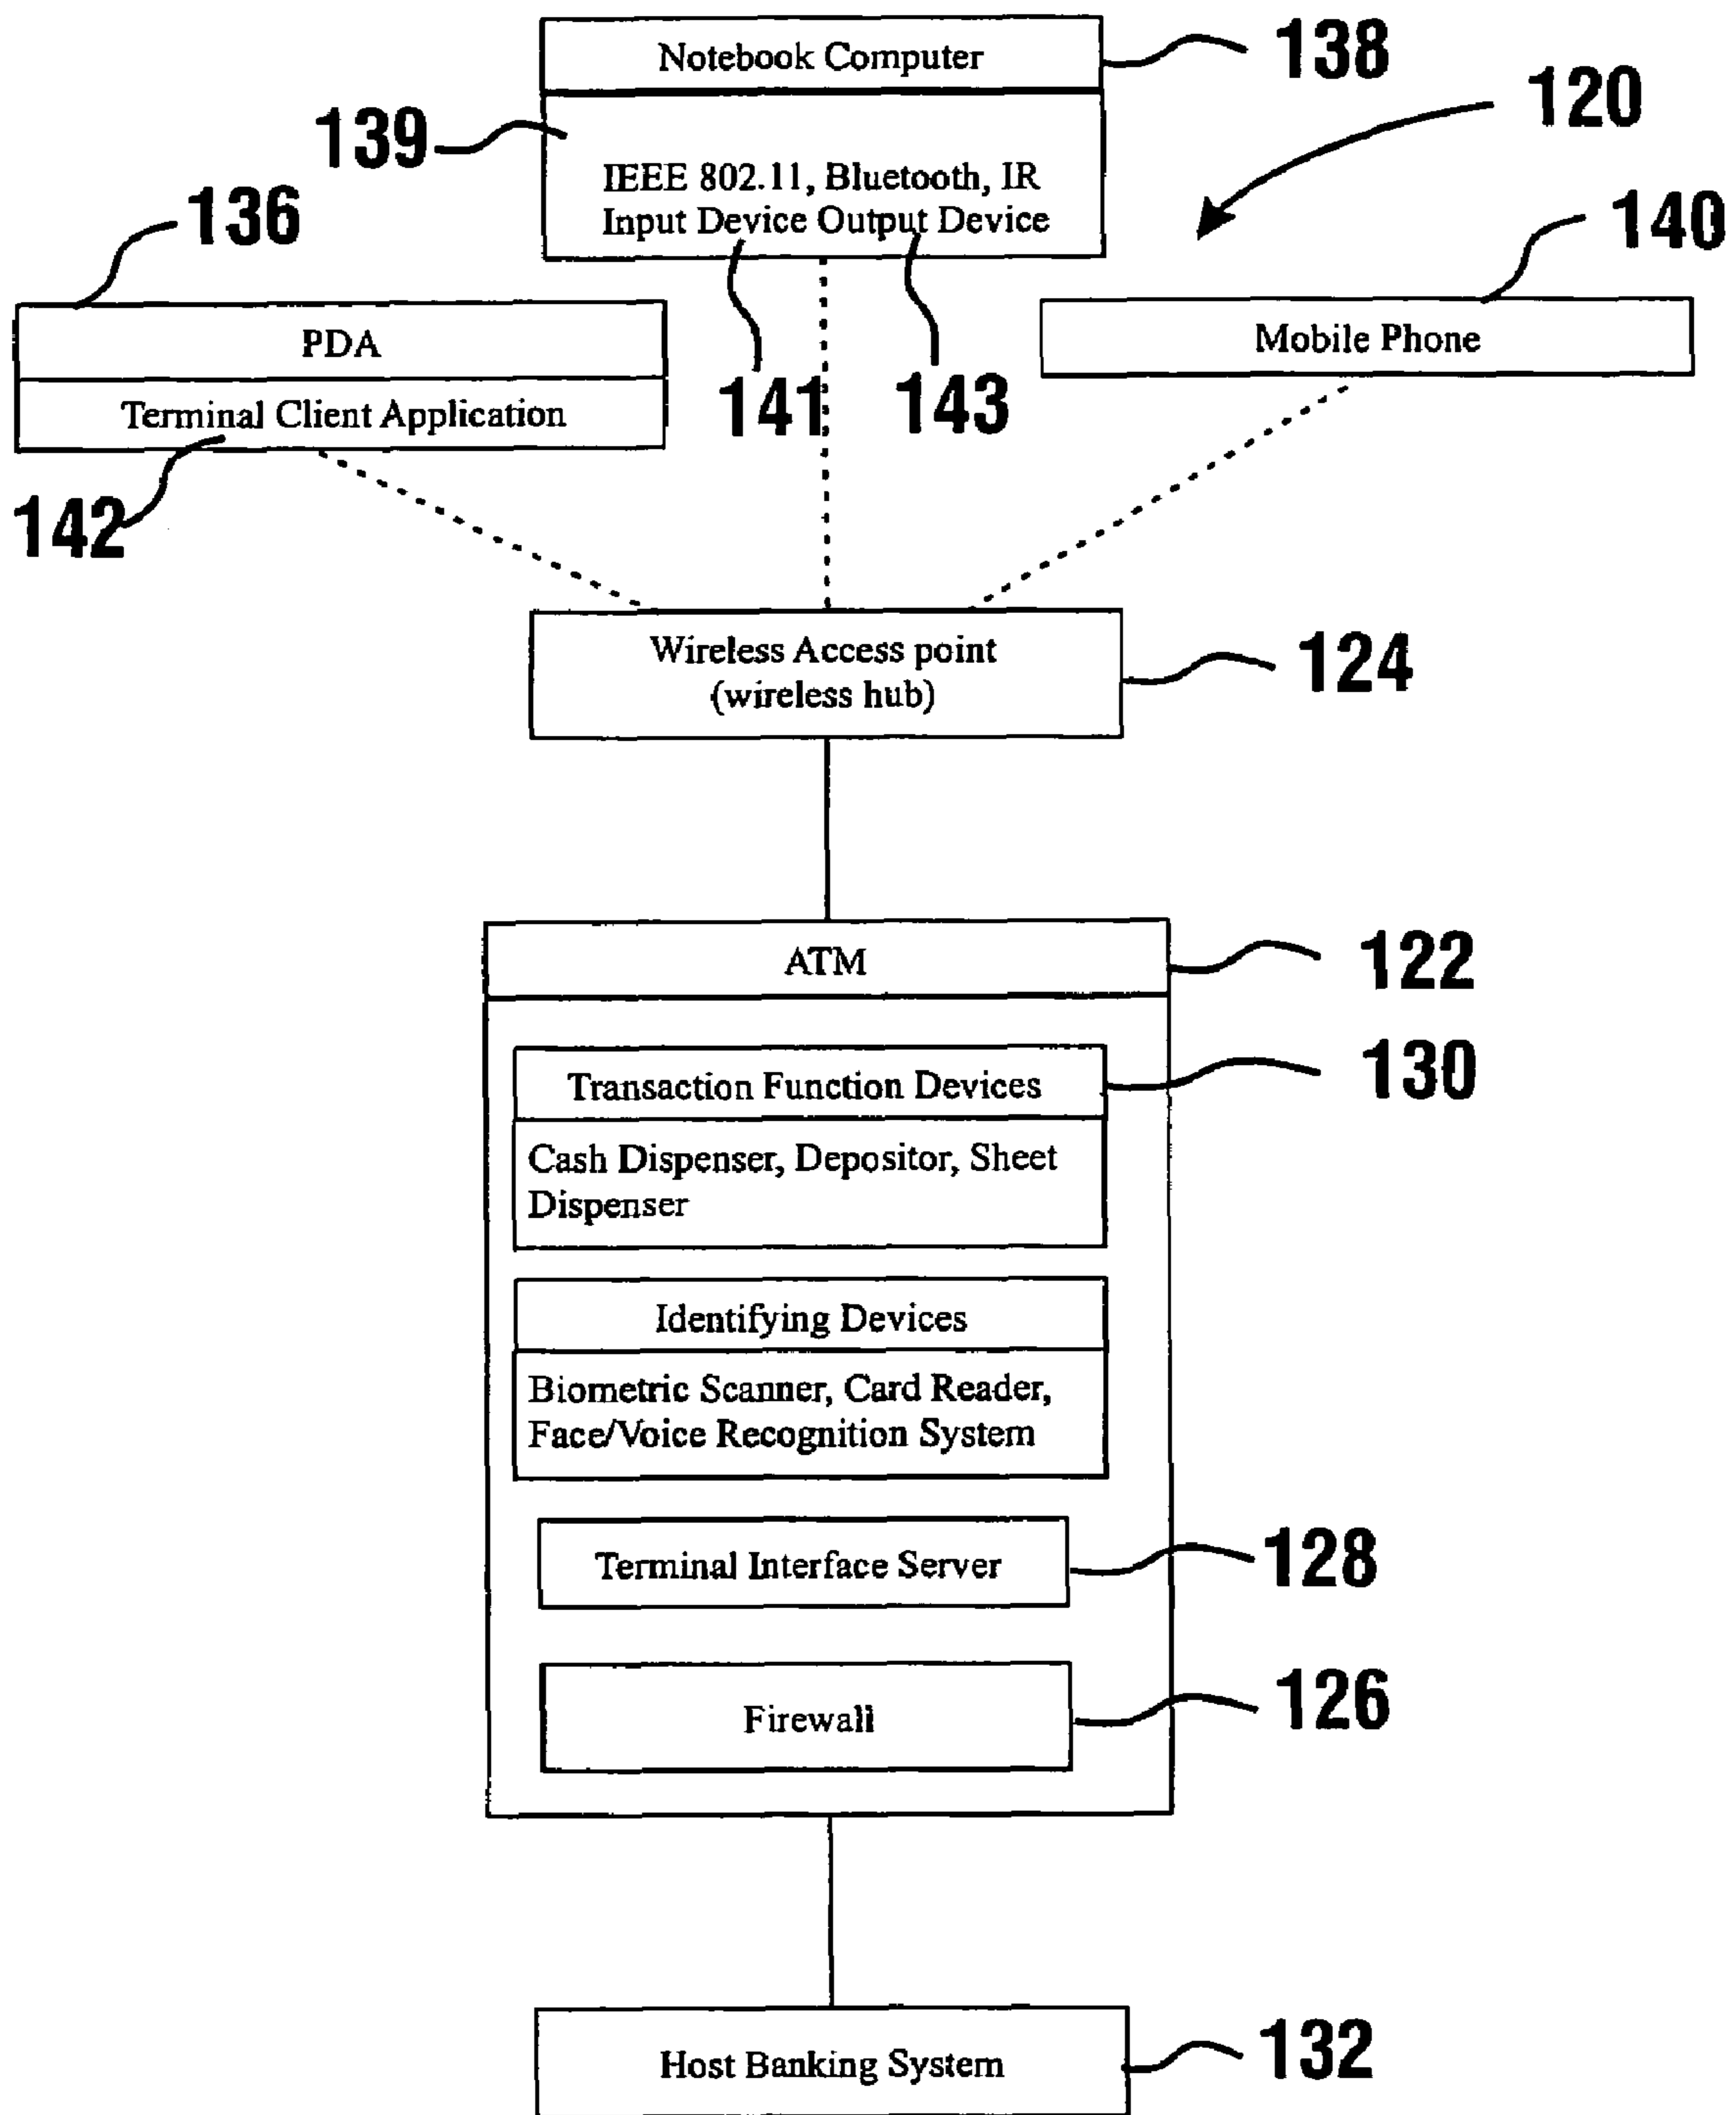 Notebook Computer
138
120
139
IEEE 802.11, Bluetooth, IR
Input Device Output Device
136
140
PDA
Mobile Phone
141
143
Terminal Client Application
142
Wireless Access point
(wireless hub)
124
ATM
122
Transaction Function Devices
130
Cash Dispenser, Depositor, Sheet
Dispenser
Identifying Devices
Biometric Scanner, Card Reader,
Face/Voice Recognition System
Terminal Interface Server
128
Firewall
126
Host Banking System
132